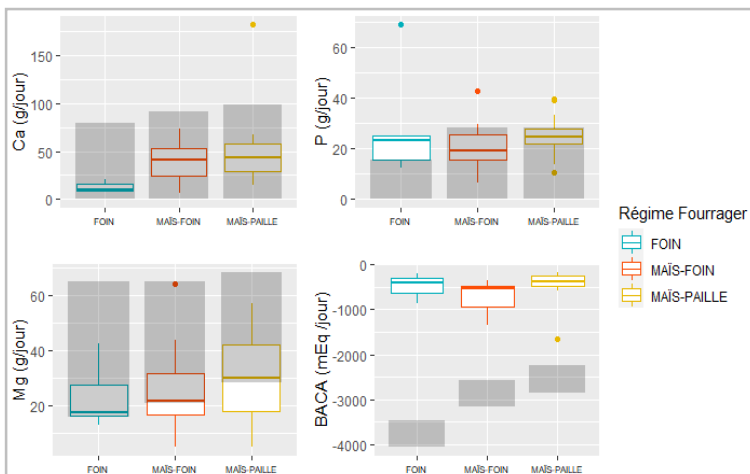 Ca (g/jour)
150
100
50
0
FOIN
MAÏS-FOIN
MAÏS-PAILLE
P (g/jour)
60
40
20
0
FOIN
MAÏS-FOIN
MAÏS-PAILLE
Mg (g/jour)
60
40
20
FOIN
MAÏS-FOIN
MAÏS-PAILLE
BACA (mEq /jour)
0
-1000
-2000
-3000
-4000
FOIN
MAÏS-FOIN
MAÏS-PAILLE
Régime Fourrager
FOIN
MAÏS-FOIN
MAÏS-PAILLE